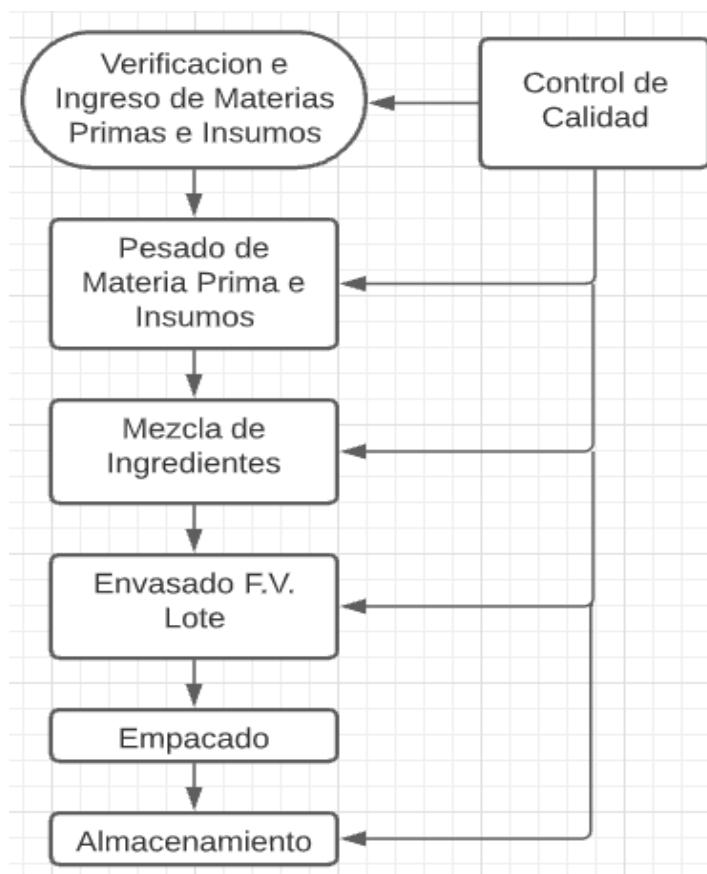 Verificacion e
Ingreso de Materias
Primas e Insumos
Control de
Calidad
Pesado de
Materia Prima e
Insumos
Mezcla de
Ingredientes
Envasado F.V.
Lote
Empacado
Almacenamiento